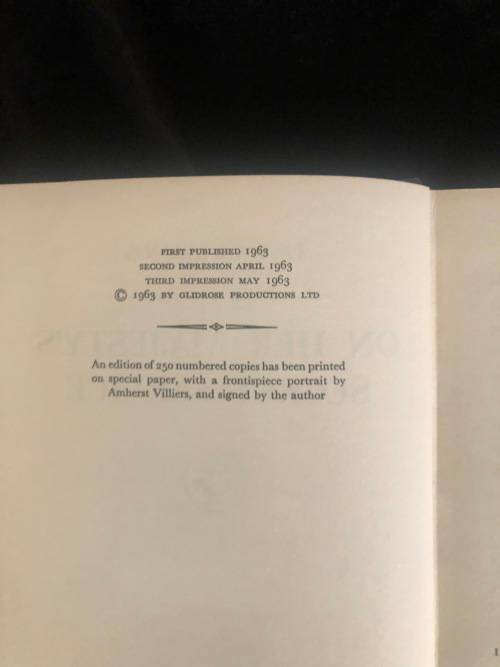 FIRST PUBLISHED 1963
SECOND IMPRESSION APRIL 1963
THIRD IMPRESSION MAY 1963
© 1963 BY GLIDROSE PRODUCTIONS LTD
An edition of 250 numbered copies has been printed
on special paper, with a frontispiece portrait by
Amherst Villiers, and signed by the author